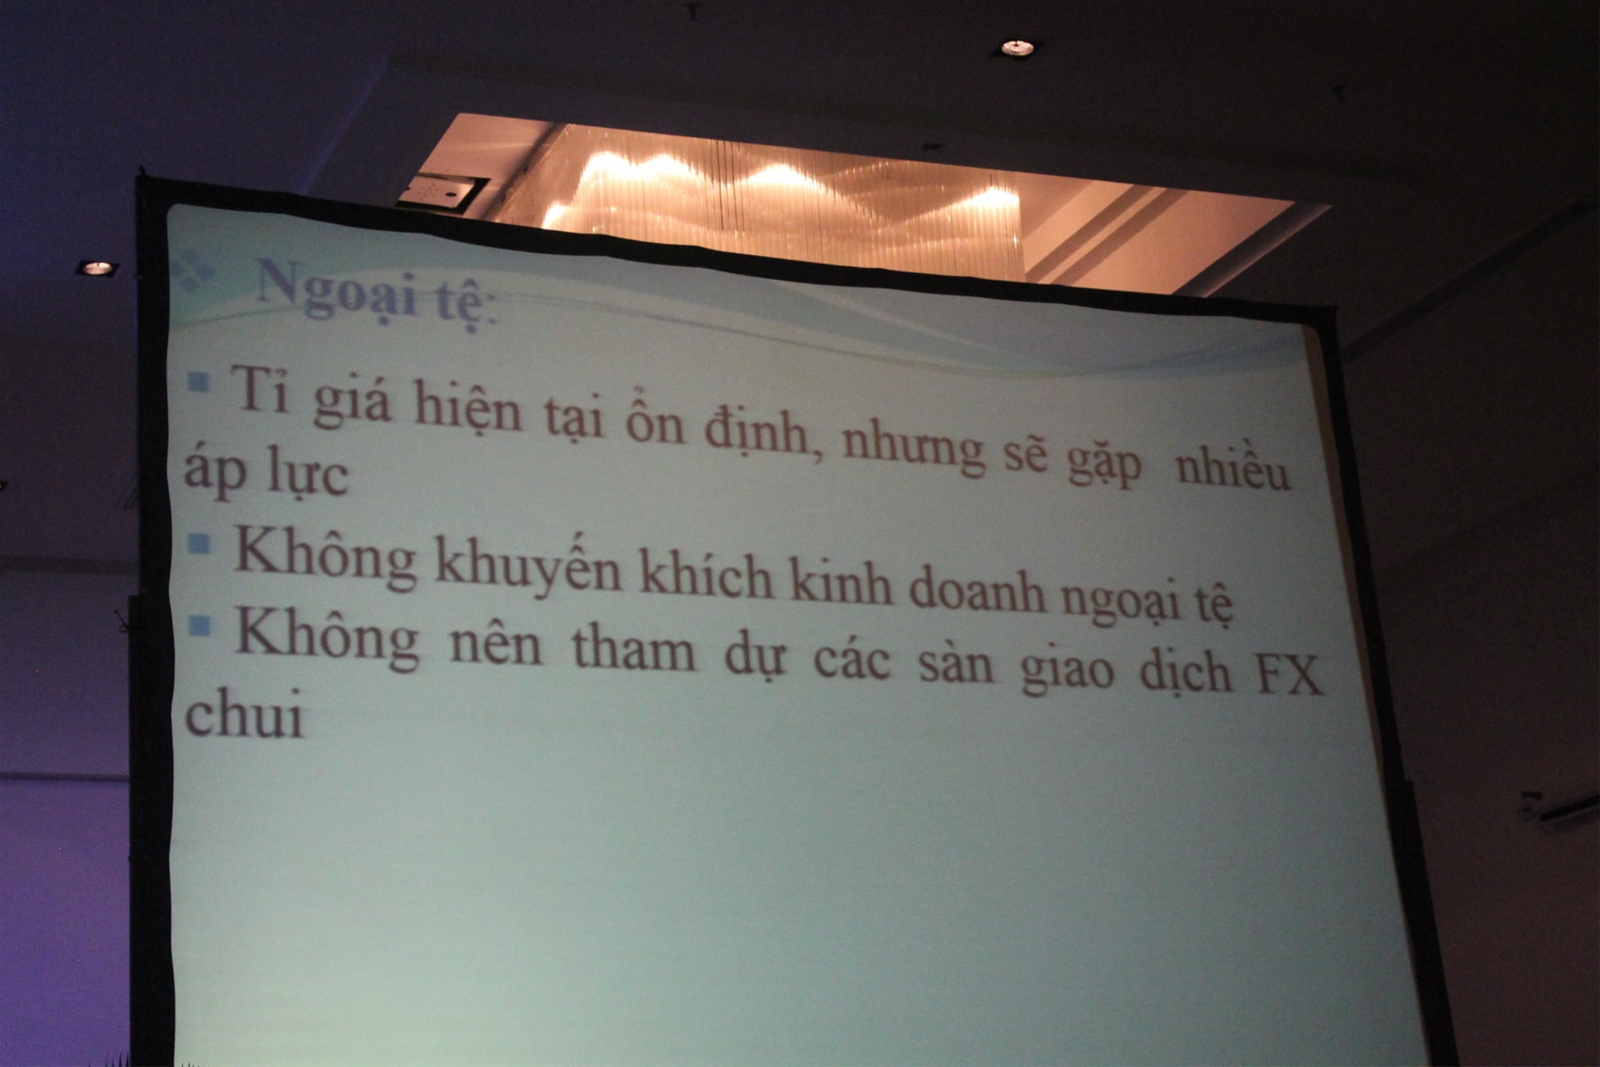 Ngoại tệ:
Tỉ giá hiện tại ổn định, nhưng sẽ gặp nhiều
áp lực
Không khuyến khích kinh doanh ngoại tệ
Không nên tham dự các sàn giao dịch FX
chui